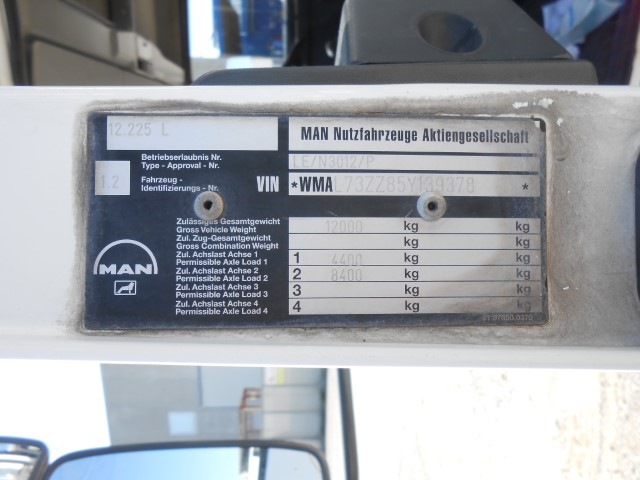 12.225 L
MAN Nutzfahrzeuge Aktiengesellschaft
Betriebserlaubnis Nr.
Type - Approval - Nr.
LE/N3012/P
1.2
Fahrzeug -
Identifizierungs - Nr.
VIN
*WMAL73ZZ85Y139378 *
Zulässiges Gesamtgewicht
Gross Vehicle Weight
12000 kg kg
Zul. Zug-Gesamtgewicht
Gross Combination Weight
kg kg
Zul. Achslast Achse 1
Permissible Axle Load 1
1 4400 kg kg
Zul. Achslast Achse 2
Permissible Axle Load 2
2 8400 kg kg
Zul. Achslast Achse 3
Permissible Axle Load 3
3 kg kg
Zul. Achslast Achse 4
Permissible Axle Load 4
4 kg kg
MAN
81.97800.0370